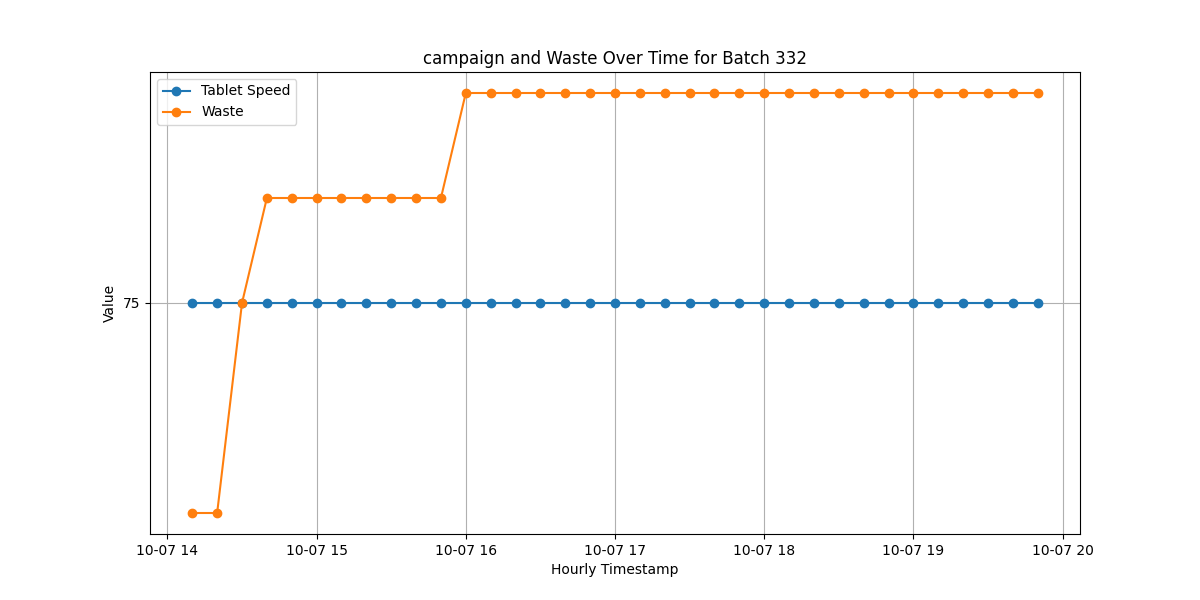 campaign and Waste Over Time for Batch 332
Tablet Speed
Waste
Value
75
10-07 14
10-07 15
10-07 16
10-07 17
10-07 18
10-07 19
10-07 20
Hourly Timestamp